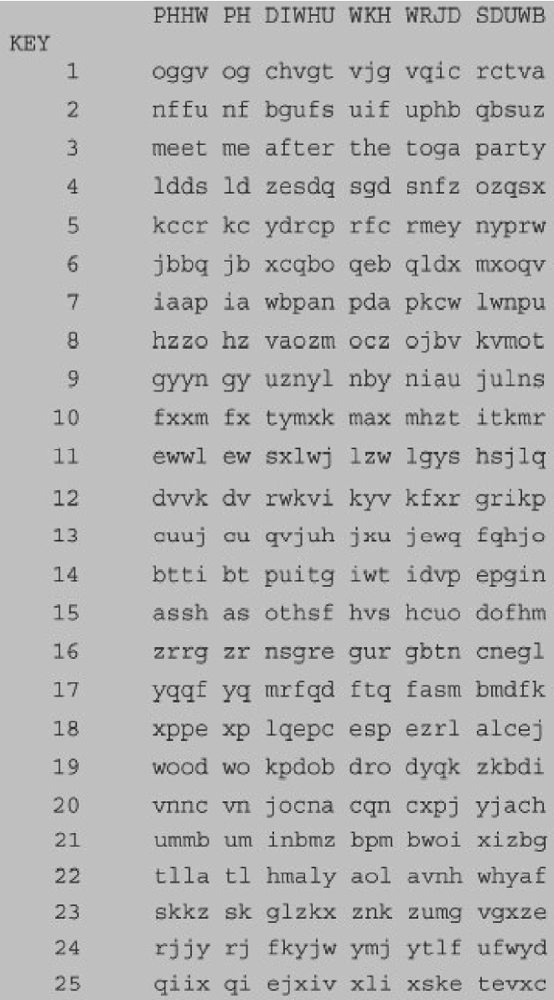 PHHW PH DIWHU WKH WRJD SDUWB
KEY
1 oggv og chvgt vjg vqic rctva
2 nffu nf bgufs uif uphb qbsuz
3 meet me after the toga party
4 ldds ld zesdq sgd snfz ozqsx
5 kccr kc ydrcp rfc rmey nyprw
6 jbbq jb xcqbo qeb qldx mxoqv
7 iaap ia wbpan pda pkcw lwnpu
8 hzzo hz vaozm ocz ojbv kvmot
9 gyyn gy uznyl nby niau julns
10 fxxm fx tymxk max mhzt itkmr
11 ewwl ew sxlwj lzw lgys hsjlq
12 dvvk dv rwkvi kyv kfxr grikp
13 cuuj cu qvjuh jxu jewq fqhjo
14 btti bt puitg iwt idvp epgin
15 assh as othsf hvs hcuo dofhm
16 zrrg zr nsgre gur gbtn cnegl
17 yqqf yq mrfqd ftq fasm bmdfk
18 xppe xp lqepc esp ezrl alcej
19 wood wo kpdob dro dyqk zkbdi
20 vnnc vn jocna cqn cxpj yjach
21 ummb um inbmz bpm bwoi xizbg
22 tlla tl hmaly aol avnh whyaf
23 skkz sk glzkx znk zumg vgxze
24 rjjy rj fkyjw ymj ytlf ufwyd
25 qiix qi ejxiv xli xske tevxc